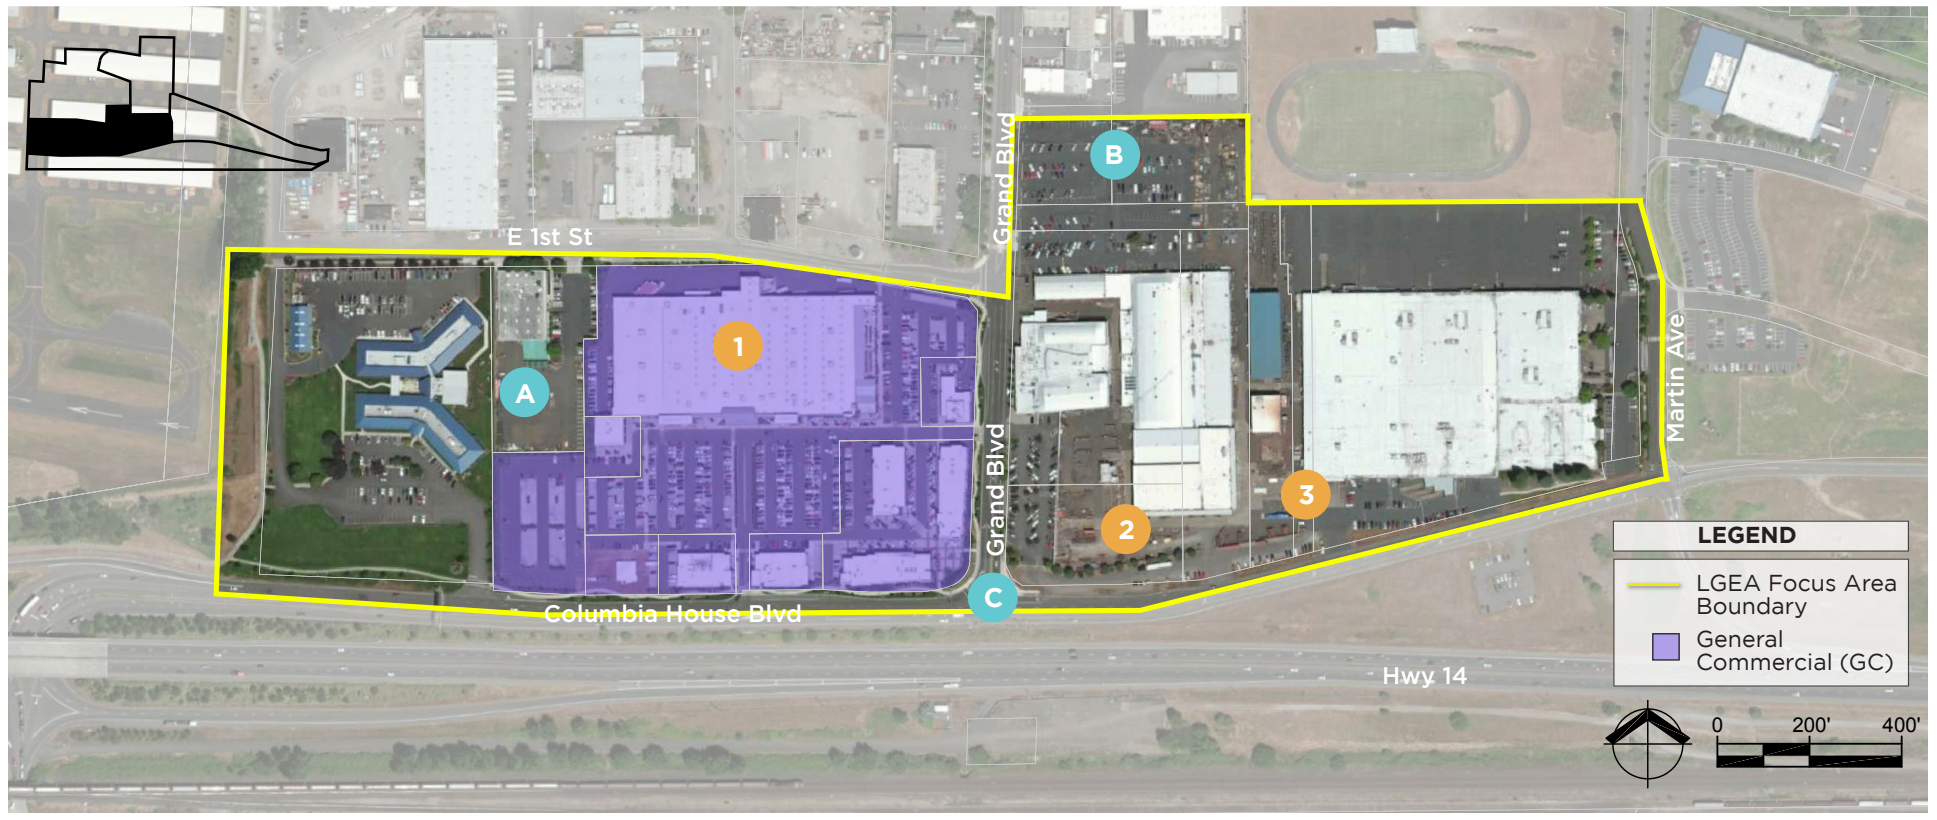 Grand Blvd
B
E 1st St
1
A
Martin Ave
Grand Blvd
3
2
C
Columbia House Blvd
Hwy 14
LEGEND
LGEA Focus Area
Boundary
General
Commercial (GC)
0 200' 400'